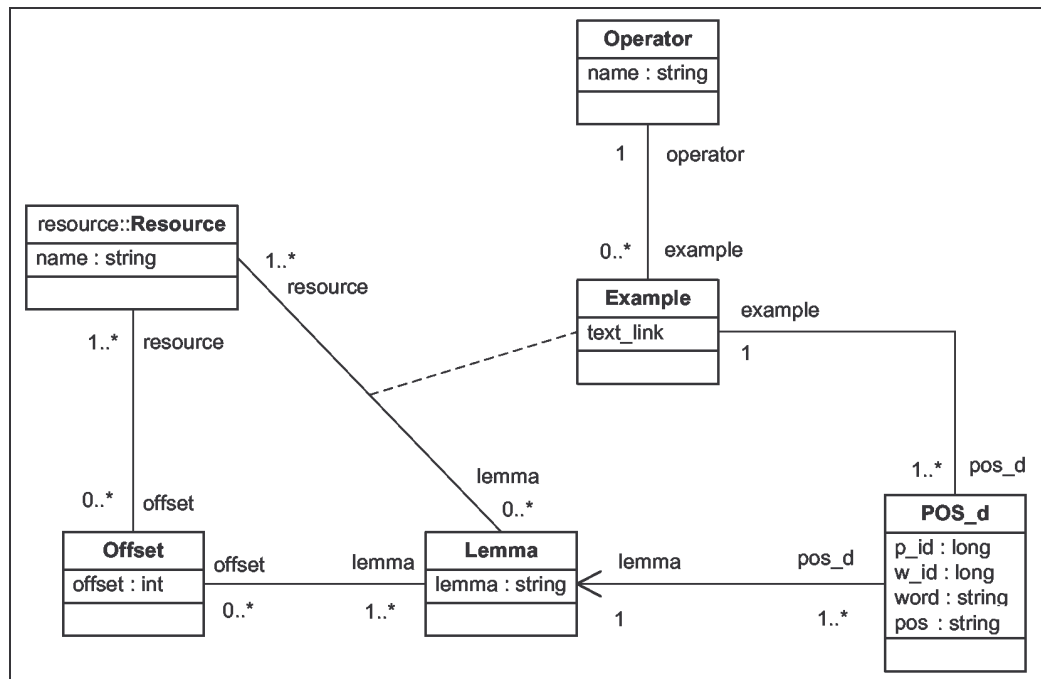 Operator
name : string
1 operator
0..* example
resource::Resource
name : string
1..*
resource
Example
text_link
example
1
1..* resource
lemma
0..*
1..* pos_d
0..* offset
Offset
offset : int
offset
0..*
lemma
1..*
Lemma
lemma : string
lemma
1
pos_d
1..*
POS_d
p_id : long
w_id : long
word : string
pos : string